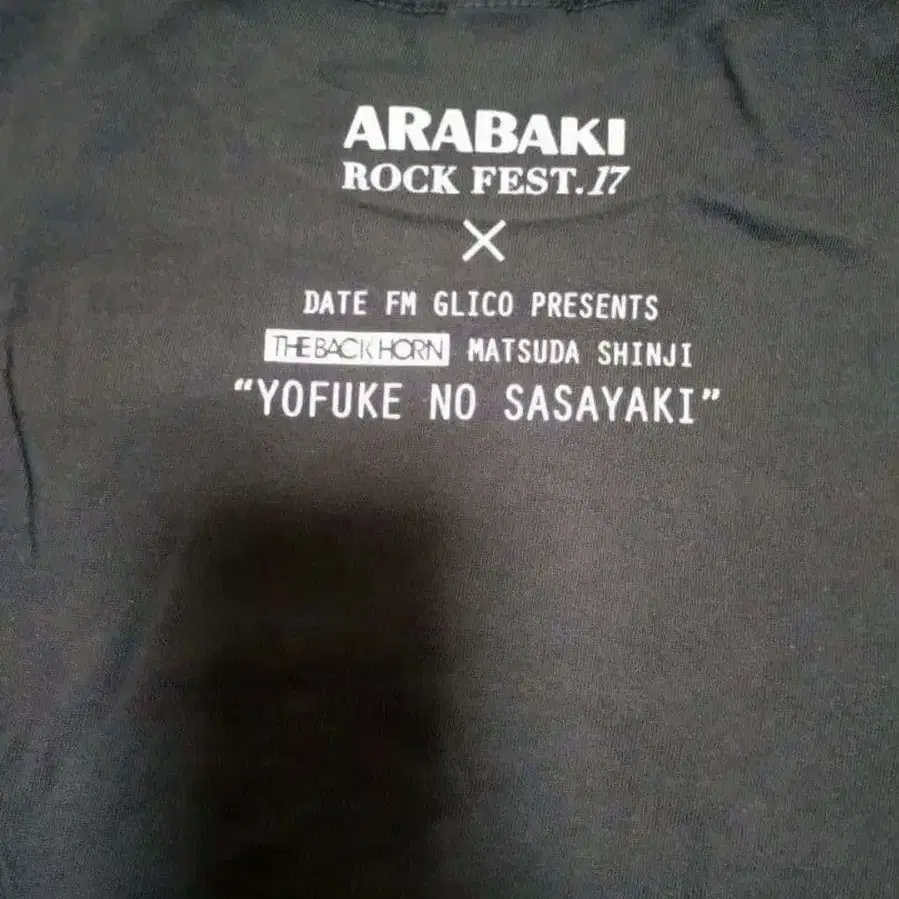 ARABAKI
ROCK FEST.17
×
DATE FM GLICO PRESENTS
THE BACK HORN MATSUDA SHINJI
“YOFUKE NO SASAYAKI”